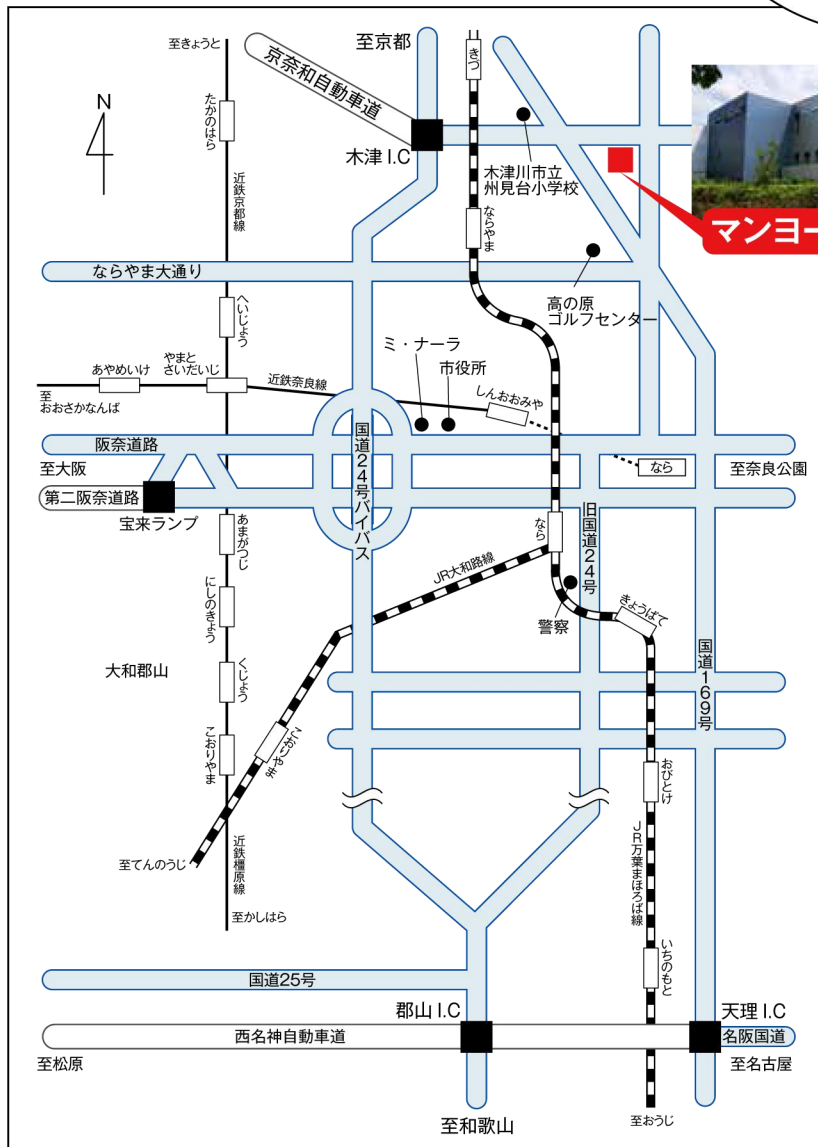 至きょうと
至京都
きづ
京奈和自動車道
N
たかのはら
木津 I.C
木津川市立
州見台小学校
近鉄京都線
ならやま
マンヨー
ならやま大通り
高の原
ゴルフセンター
へいじょう
ミ・ナーラ
市役所
あやめいけ
やまと
さいだいじ
近鉄奈良線
しんおおみや
至
おおさかなんば
国道24号バイパス
阪奈道路
至大阪
なら
至奈良公園
第二阪奈道路
宝来ランプ
あまがつじ
なら
旧国道24号
JR大和路線
にしのきょう
警察
きょうばて
大和郡山
くじょう
国道169号
こおりやま
こおりやま
おびとけ
至てんのうじ
近鉄橿原線
JR万葉まほろば線
至かしはら
いちのもと
国道25号
郡山 I.C
天理 I.C
西名神自動車道
名阪国道
至松原
至名古屋
至和歌山
至おうじ